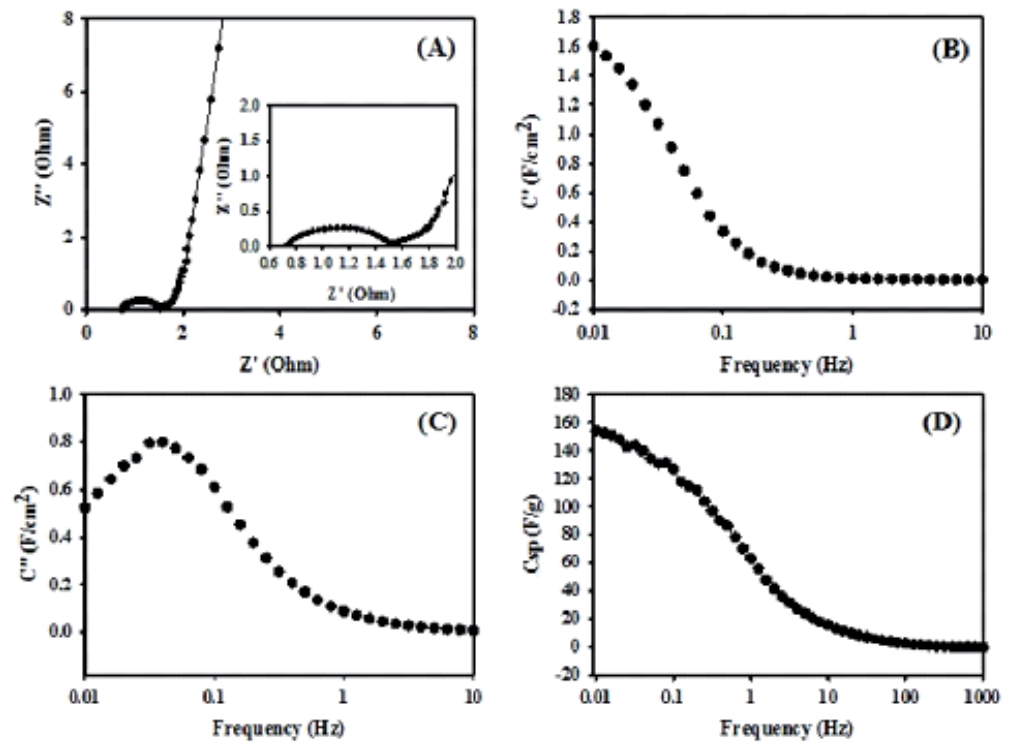 (A)
8
6
4
2
0
Z'' (Ohm)
0 2 4 6 8
Z' (Ohm)
2.0
1.5
1.0
0.5
0.0
Z'' (Ohm)
0.6 0.8 1.0 1.2 1.4 1.6 1.8 2.0
Z' (Ohm)
(B)
1.8
1.6
1.4
1.2
1.0
0.8
0.6
0.4
0.2
0.0
-0.2
C' (F/cm²)
0.01 0.1 1 10
Frequency (Hz)
(C)
1.0
0.8
0.6
0.4
0.2
0.0
C'' (F/cm²)
0.01 0.1 1 10
Frequency (Hz)
(D)
180
160
140
120
100
80
60
40
20
0
-20
Csp (F/g)
0.01 0.1 1 10 100 1000
Frequency (Hz)